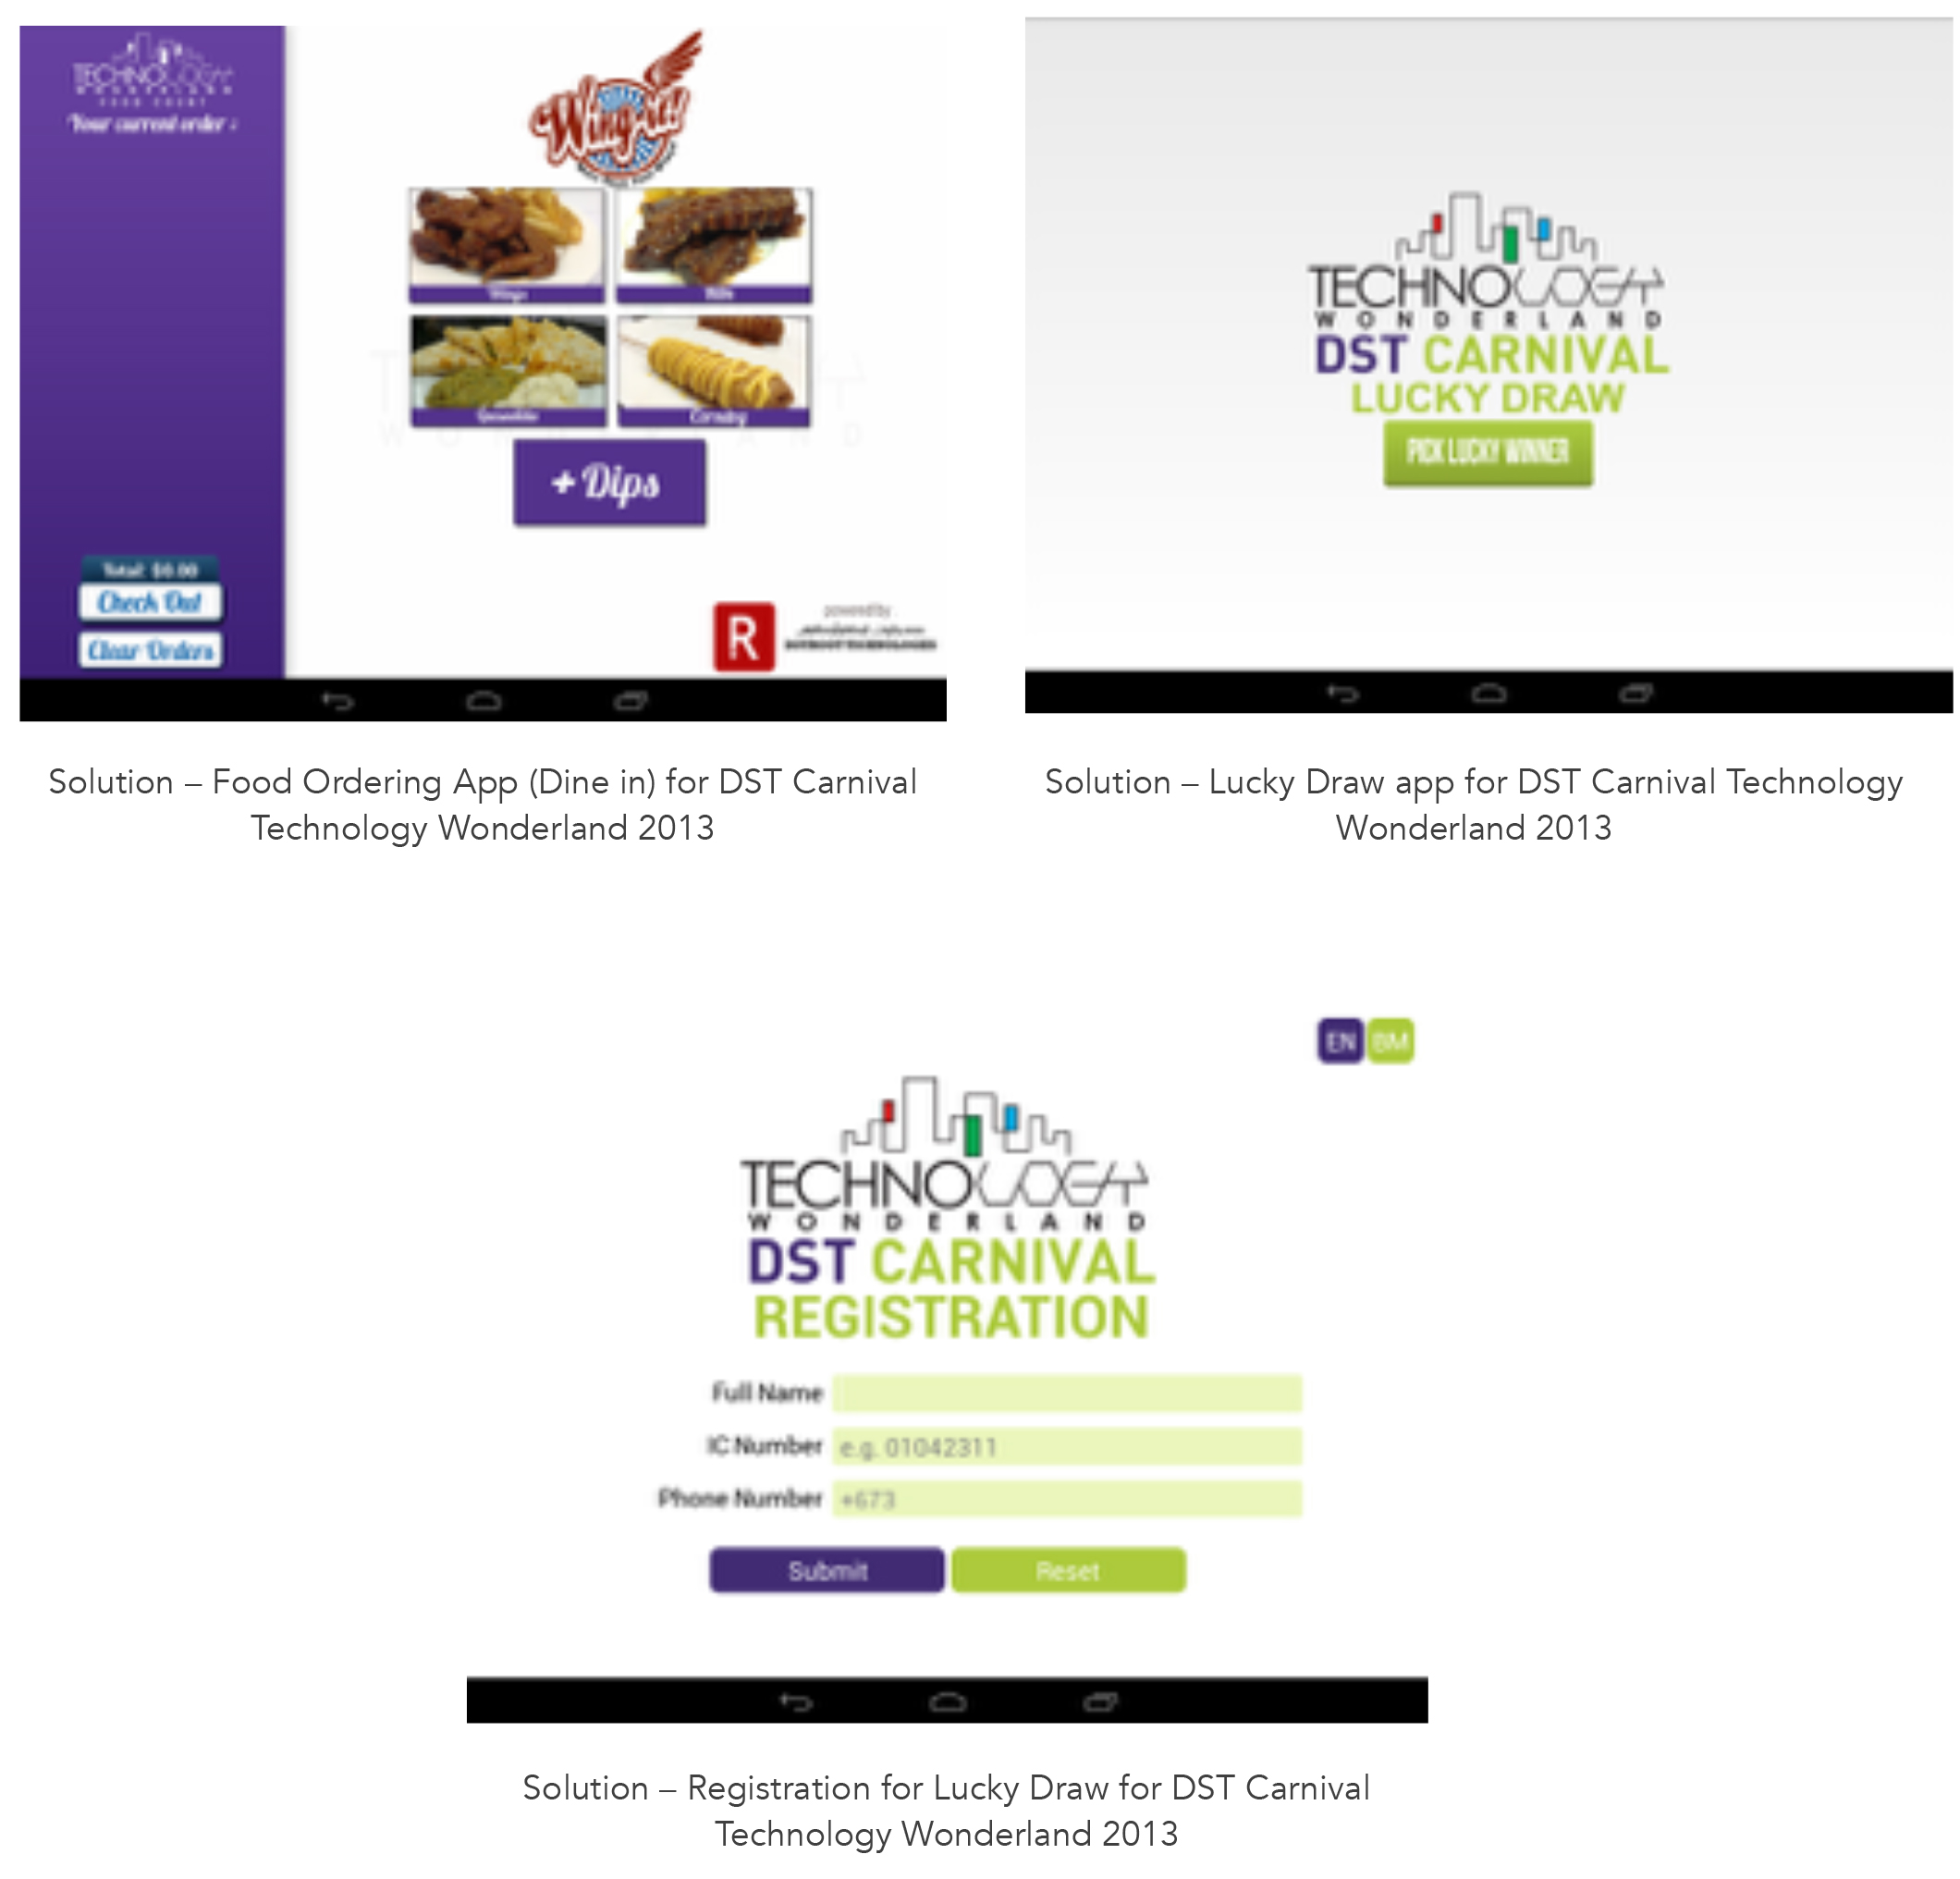 TECHNOLOGY
WONDERLAND
FOOD COURT
Your current order :
Wing-it!
Wings
Ribs
Quesadilla
Corndog
+ Dips
Total: $0.00
Check Out
Clear Orders
R
powered by
Solution – Food Ordering App (Dine in) for DST Carnival
Technology Wonderland 2013
TECHNOLOGY
WONDERLAND
DST CARNIVAL
LUCKY DRAW
PICK LUCKY WINNER
Solution – Lucky Draw app for DST Carnival Technology
Wonderland 2013
EN BM
TECHNOLOGY
WONDERLAND
DST CARNIVAL
REGISTRATION
Full Name
IC Number e.g. 01042311
Phone Number +673
Submit Reset
Solution – Registration for Lucky Draw for DST Carnival
Technology Wonderland 2013